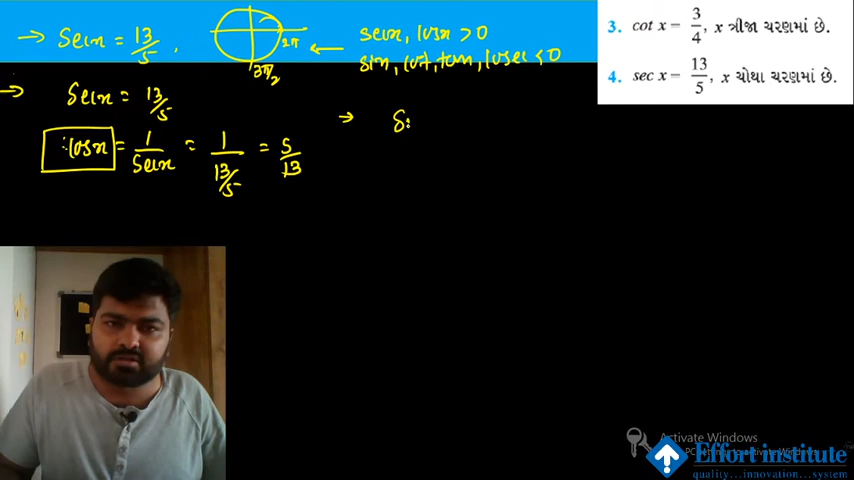 → Secx = 13/5 .
2π
3π/2
secx, cosx > 0
sin, cot, tan, cosec < 0
→ Secx = 13/5
∴ cosx = 1/Secx = 1/(13/5) = 5/13
→ S
3. cot x = 3/4, x ત્રીજા ચરણમાં છે.
4. sec x = 13/5, x ચોથા ચરણમાં છે.
Activate Windows
Effort institute
quality...innovation...system